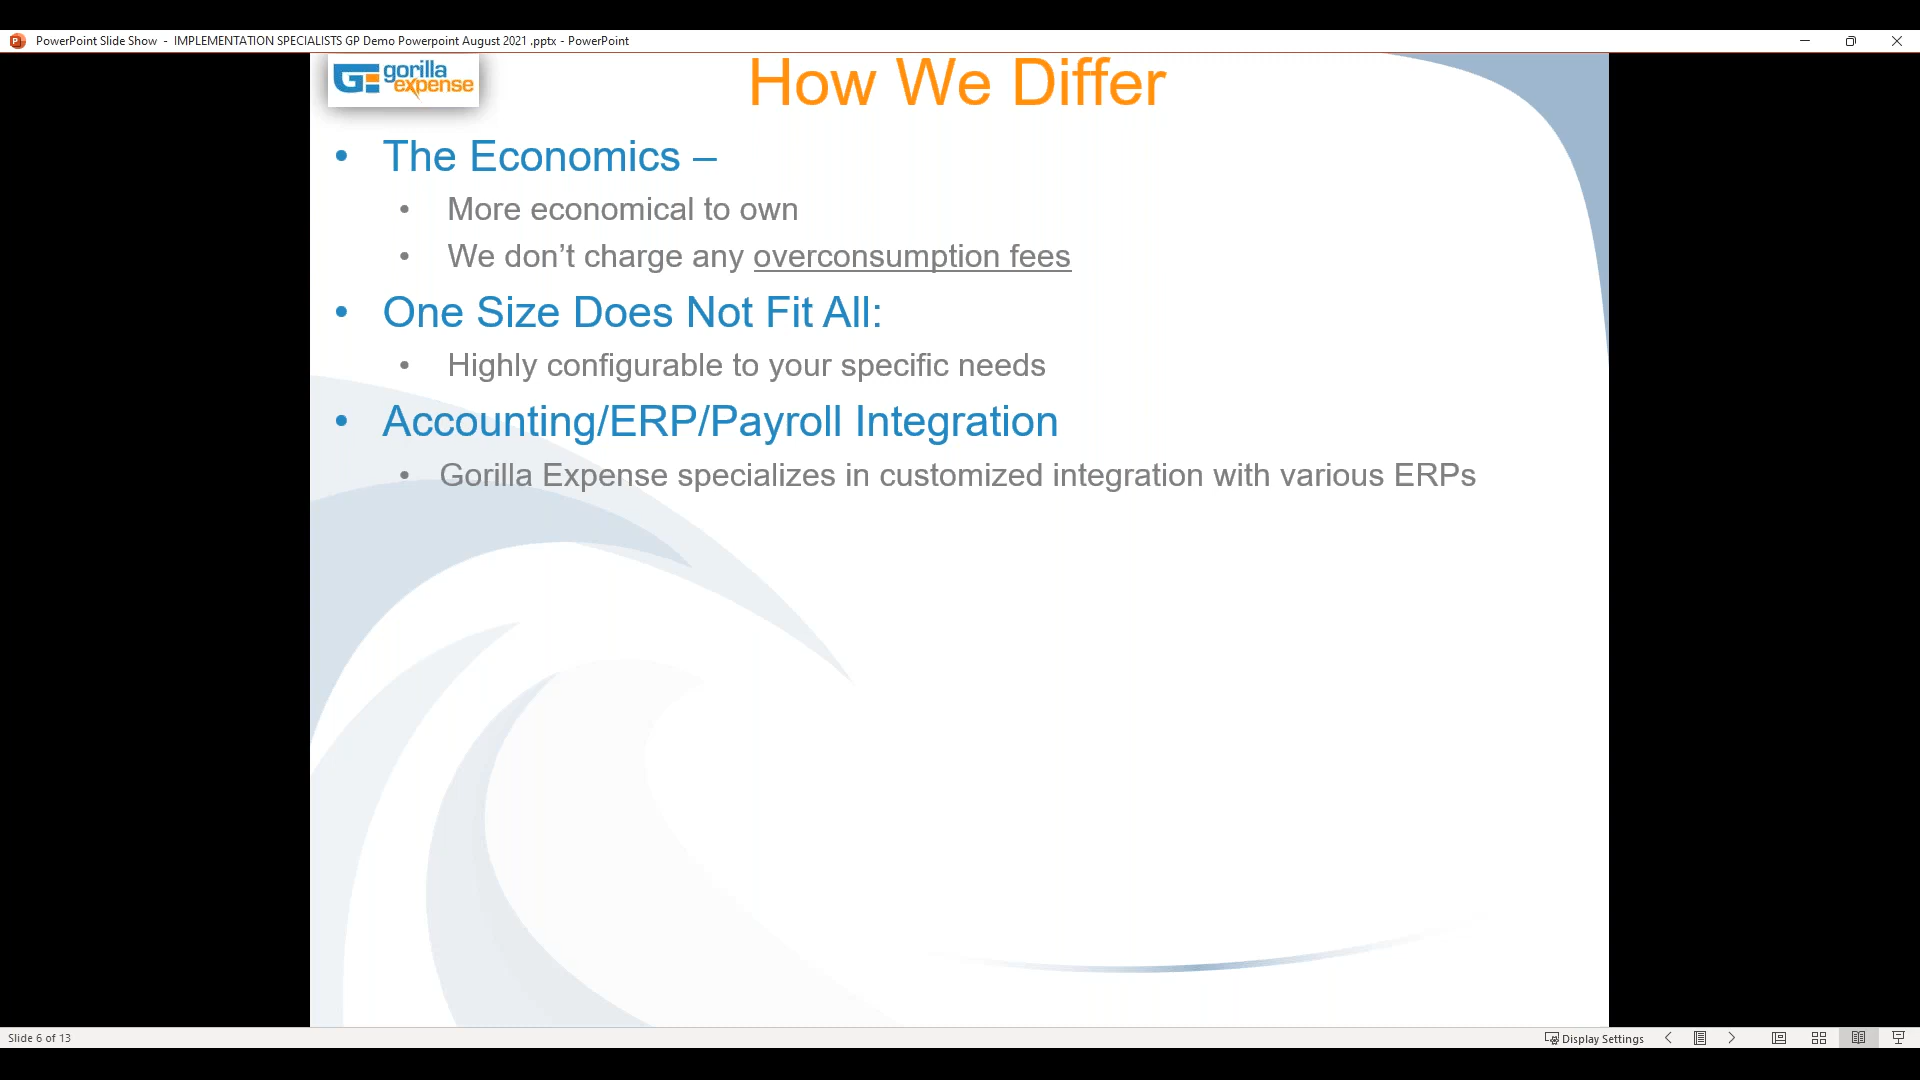 PowerPoint Slide Show - IMPLEMENTATION SPECIALISTS GP Demo Powerpoint August 2021 .pptx - PowerPoint
gorilla
expense
How We Differ
• The Economics –
• More economical to own
• We don’t charge any overconsumption fees
• One Size Does Not Fit All:
• Highly configurable to your specific needs
• Accounting/ERP/Payroll Integration
• Gorilla Expense specializes in customized integration with various ERPs
Slide 6 of 13
Display Settings